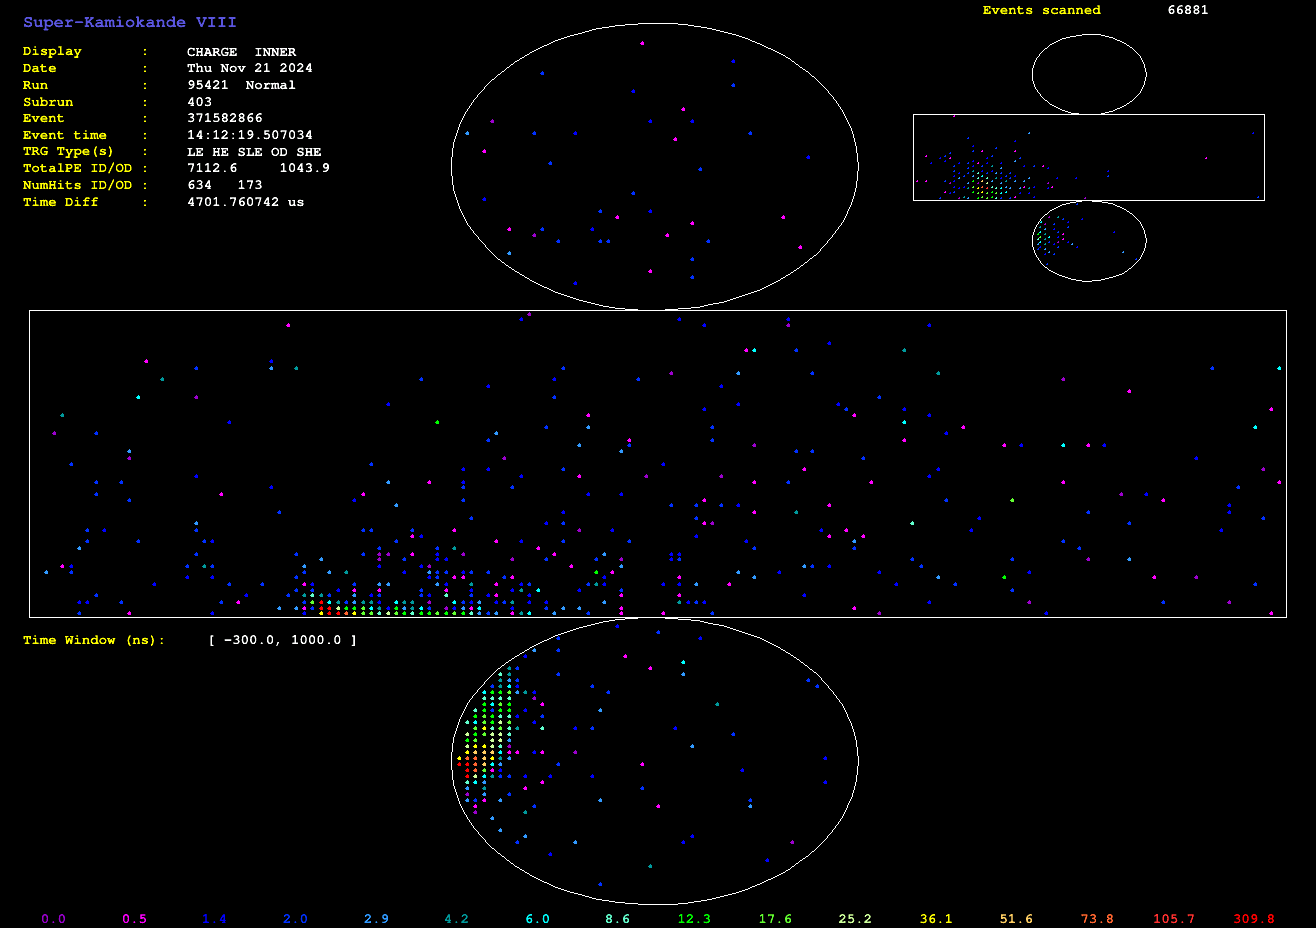 Super-Kamiokande VIII
Events scanned 66881
Display : CHARGE INNER
Date : Thu Nov 21 2024
Run : 95421 Normal
Subrun : 403
Event : 371582866
Event time : 14:12:19.507034
TRG Type(s) : LE HE SLE OD SHE
TotalPE ID/OD : 7112.6 1043.9
NumHits ID/OD : 634 173
Time Diff : 4701.760742 us
Time Window (ns): [ -300.0, 1000.0 ]
0.0 0.5 1.4 2.0 2.9 4.2 6.0 8.6 12.3 17.6 25.2 36.1 51.6 73.8 105.7 309.8